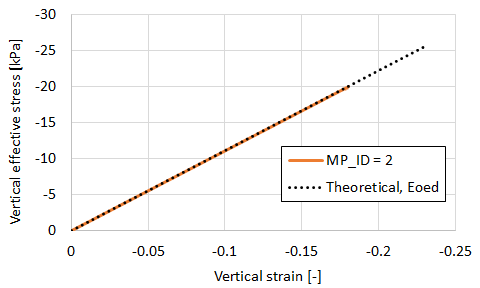 Vertical effective stress [kPa]
-30
-25
-20
-15
-10
-5
0
MP_ID = 2
Theoretical, Eoed
0 -0.05 -0.1 -0.15 -0.2 -0.25
Vertical strain [-]